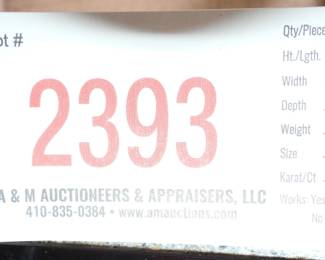 ot #
2393
A & M AUCTIONEERS & APPRAISERS, LLC
410-835-0384 • www.amauctions.com
Qty/Piece
Ht./Lgth.
Width
Depth
Weight
Size
Karat/Ct
Works: Yes
No